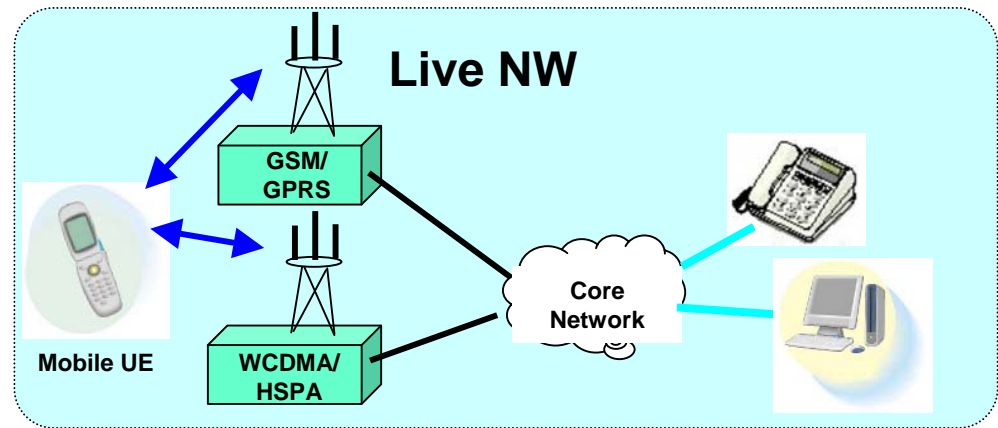 Live NW
GSM/
GPRS
Mobile UE
WCDMA/
HSPA
Core
Network